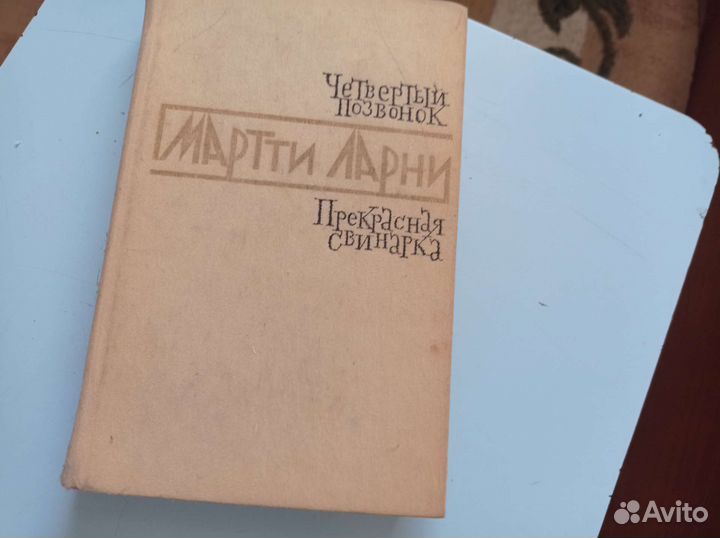 Четвертый
позвонок
Мартти Ларни
Прекрасная
свинарка
Avito